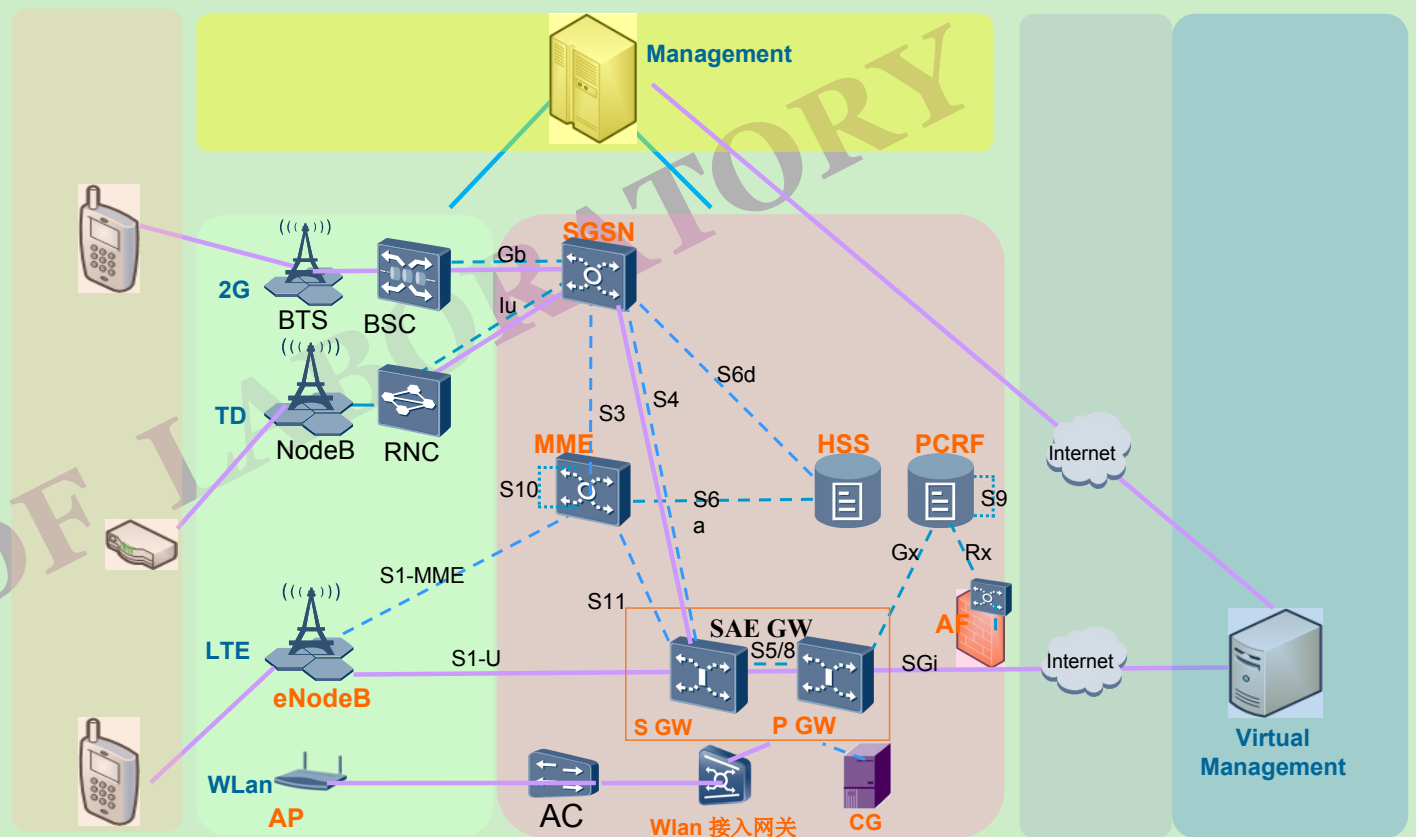 Management
OF LABORATORY
SGSN
Gb
2G
BTS
BSC
Iu
TD
NodeB
RNC
S3
S4
S6d
MME
HSS
PCRF
S10
S6
a
S9
Gx
Rx
Internet
S1-MME
S11
SAE GW
AF
LTE
S1-U
S5/8
SGi
Internet
eNodeB
S GW
P GW
Virtual
Management
WLan
AP
AC
Wlan 接入网关
CG